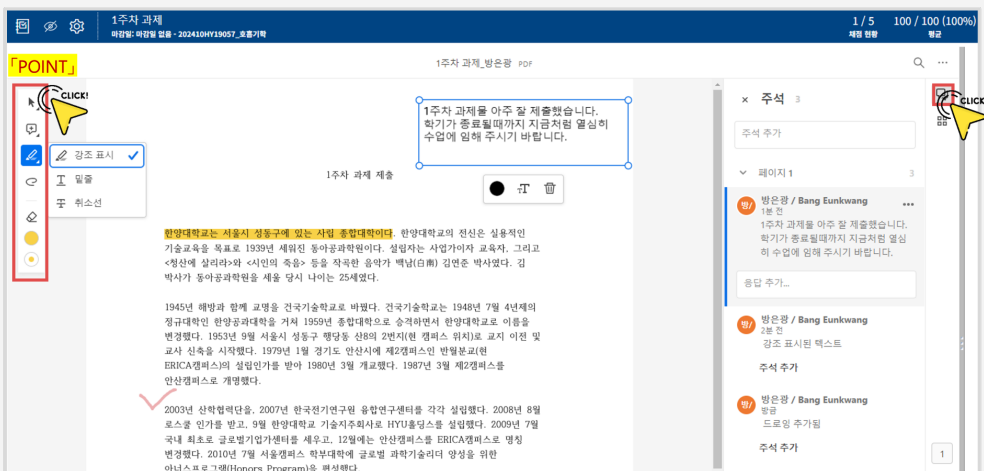 1주차 과제
마감일: 마감일 없음 - 202410HY19057_호흡기학
1 / 5
채점 현황
100 / 100 (100%)
평균
「POINT」
1주차 과제_방은광 PDF
CLICK!
강조 표시
밑줄
취소선
1주차 과제물 아주 잘 제출했습니다.
학기가 종료될때까지 지금처럼 열심히
수업에 임해 주시기 바랍니다.
T
1주차 과제 제출
한양대학교는 서울시 성동구에 있는 사립 종합대학이다. 한양대학교의 전신은 실용적인
기술교육을 목표로 1939년 세워진 동아공과학원이다. 설립자는 사업가이자 교육자, 그리고
<청산에 살리라>와 <시인의 죽음> 등을 작곡한 음악가 백남(白南) 김연준 박사였다. 김
박사가 동아공과학원을 세울 당시 나이는 25세였다.
1945년 해방과 함께 교명을 건국기술학교로 바꿨다. 건국기술학교는 1948년 7월 4년제의
정규대학인 한양공과대학을 거쳐 1959년 종합대학으로 승격하면서 한양대학교로 이름을
변경했다. 1953년 9월 서울시 성동구 행당동 산8의 2번지(현 캠퍼스 위치)로 교지 이전 및
교사 신축을 시작했다. 1979년 1월 경기도 안산시에 제2캠퍼스인 반월분교(현
ERICA캠퍼스)의 설립인가를 받아 1980년 3월 개교했다. 1987년 3월 제2캠퍼스를
안산캠퍼스로 개명했다.
2003년 산학협력단을, 2007년 한국전기연구원 융합연구센터를 각각 설립했다. 2008년 8월
로스쿨 인가를 받고, 9월 한양대학교 기술지주회사로 HYU홀딩스를 설립했다. 2009년 7월
국내 최초로 글로벌기업가센터를 세우고, 12월에는 안산캠퍼스를 ERICA캠퍼스로 명칭
변경했다. 2010년 7월 서울캠퍼스 학부대학에 글로벌 과학기술리더 양성을 위한
아너스프로그램(Honors Program)을 편성했다.
주석 3
CLICK
주석 추가
페이지 1 3
방/
방은광 / Bang Eunkwang
1분 전
1주차 과제물 아주 잘 제출했습니다.
학기가 종료될때까지 지금처럼 열심
히 수업에 임해 주시기 바랍니다.
응답 추가...
방/
방은광 / Bang Eunkwang
2분 전
강조 표시된 텍스트
주석 추가
방/
방은광 / Bang Eunkwang
방금
드로잉 추가됨
주석 추가
1